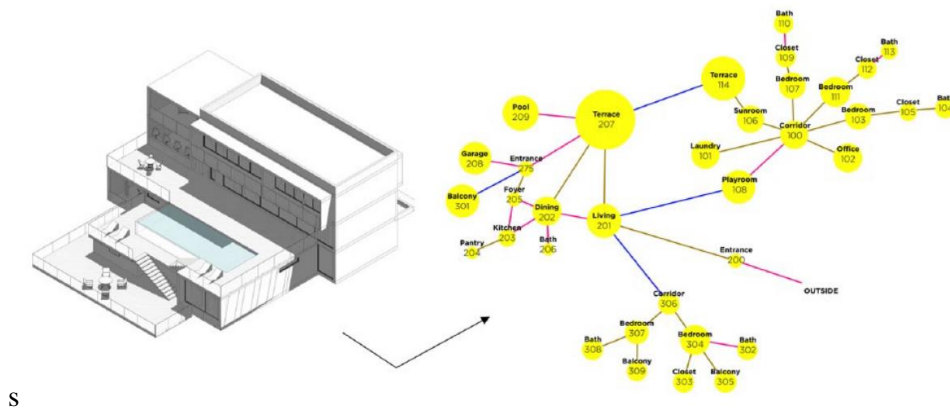 Bath
110
Closet
109
Bath
113
Closet
112
Terrace
114
Bedroom
107
Bedroom
111
Bedroom
103
Closet
105
Bat
104
Pool
209
Terrace
207
Sunroom
106
Corridor
100
Laundry
101
Office
102
Garage
208
Entrance
275
Playroom
108
Balcony
301
Foyer
205
Dining
202
Living
201
Kitchen
203
Pantry
204
Bath
206
Entrance
200
OUTSIDE
Corridor
306
Bedroom
307
Bedroom
304
Bath
308
Bath
302
Balcony
309
Closet
303
Balcony
305
s